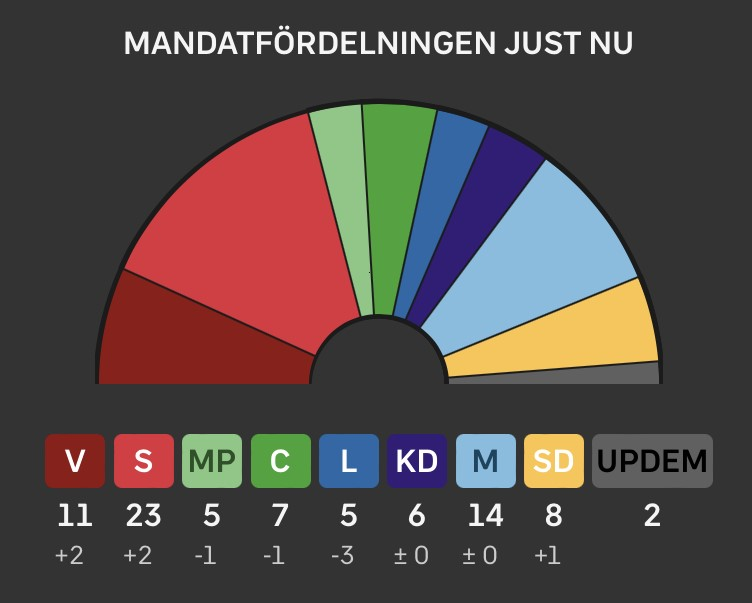 MANDATFÖRDELNINGEN JUST NU
V S MP C L KD M SD UPDEM
11 23 5 7 5 6 14 8 2
+2 +2 -1 -1 -3 ± 0 ± 0 +1